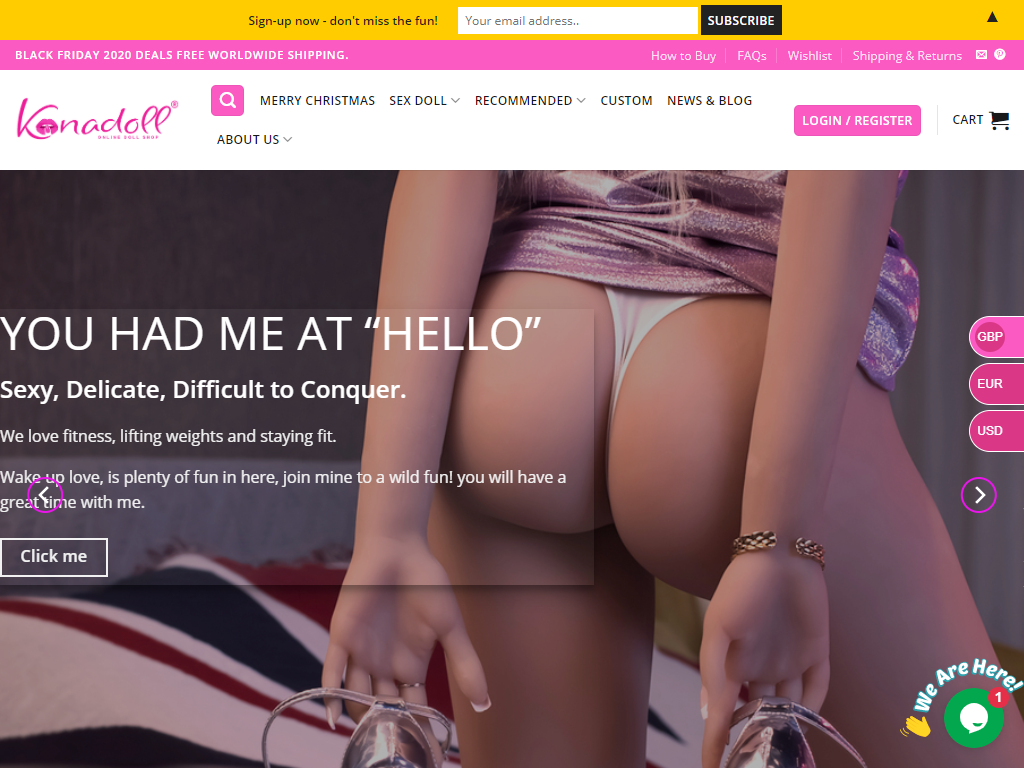 Sign-up now - don't miss the fun!
Your email address..
SUBSCRIBE
▲
BLACK FRIDAY 2020 DEALS FREE WORLDWIDE SHIPPING.
How to Buy
FAQs
Wishlist
Shipping & Returns
Konadoll®
ONLINE DOLL SHOP
MERRY CHRISTMAS
SEX DOLL
RECOMMENDED
CUSTOM
NEWS & BLOG
ABOUT US
LOGIN / REGISTER
CART
YOU HAD ME AT “HELLO”
Sexy, Delicate, Difficult to Conquer.
We love fitness, lifting weights and staying fit.
Wake up love, is plenty of fun in here, join mine to a wild fun! you will have a
great time with me.
Click me
GBP
EUR
USD
We Are Here!
1